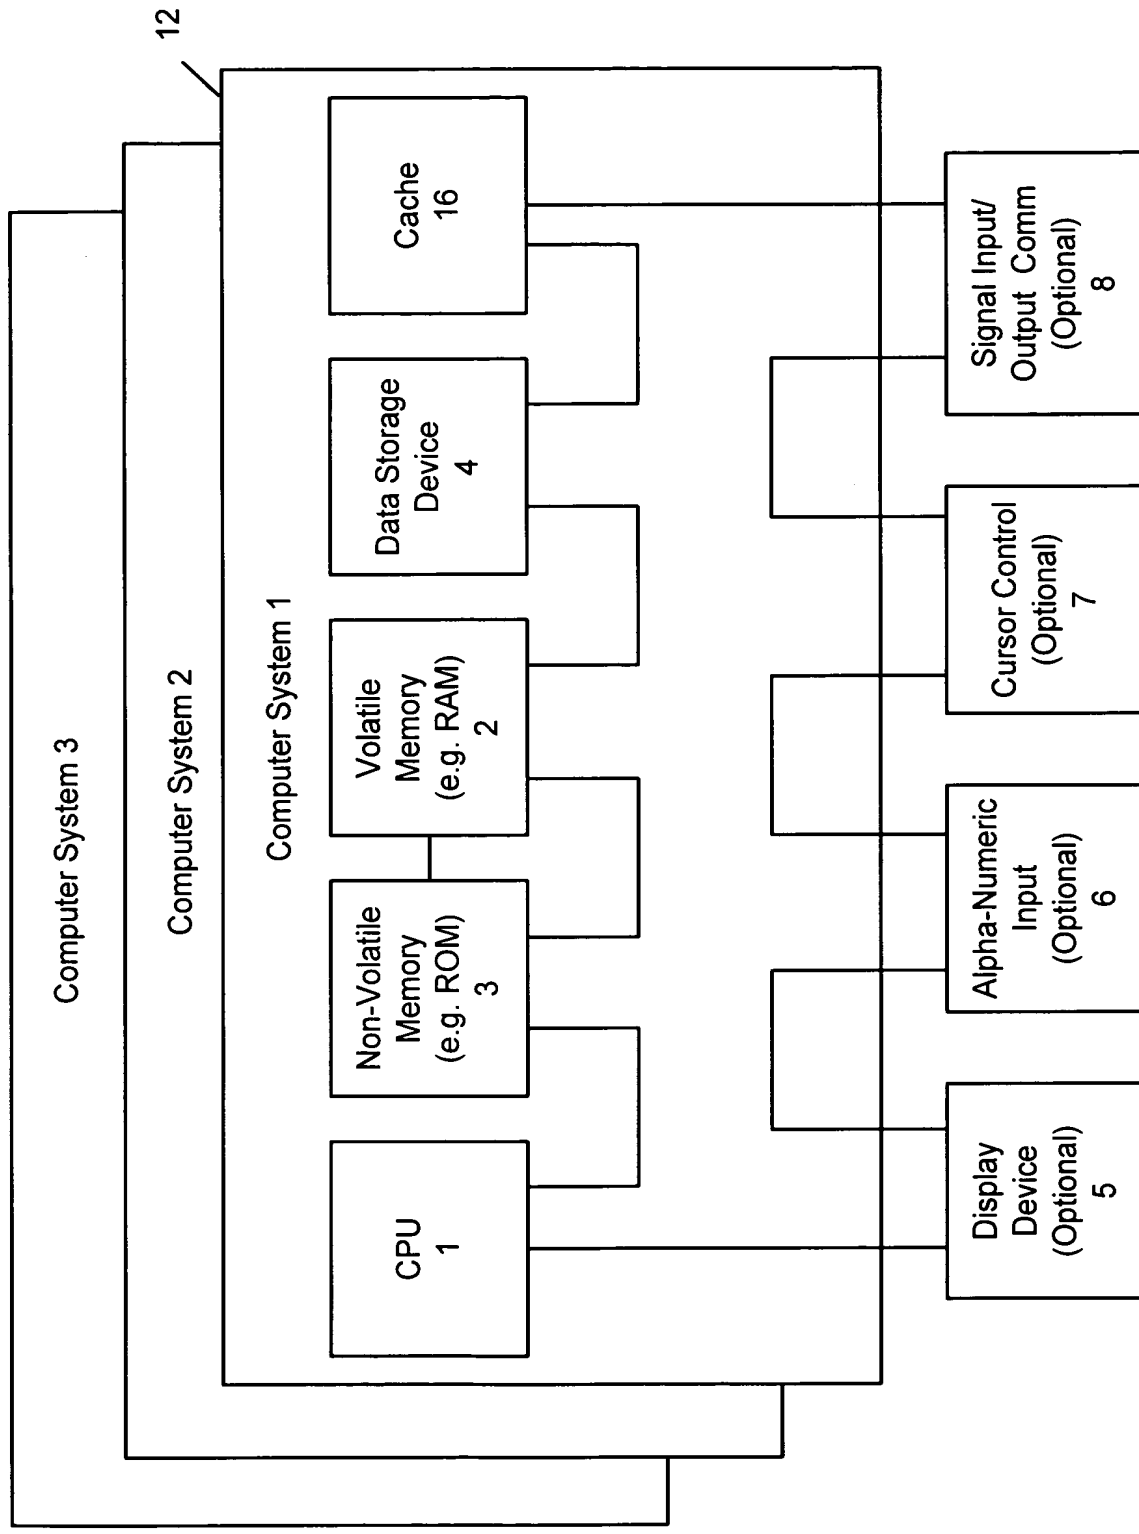 Computer System 3
Computer System 2
Computer System 1
12
CPU
1
Non-Volatile
Memory
(e.g. ROM)
3
Volatile
Memory
(e.g. RAM)
2
Data Storage
Device
4
Cache
16
Display
Device
(Optional)
5
Alpha-Numeric
Input
(Optional)
6
Cursor Control
(Optional)
7
Signal Input/
Output Comm
(Optional)
8